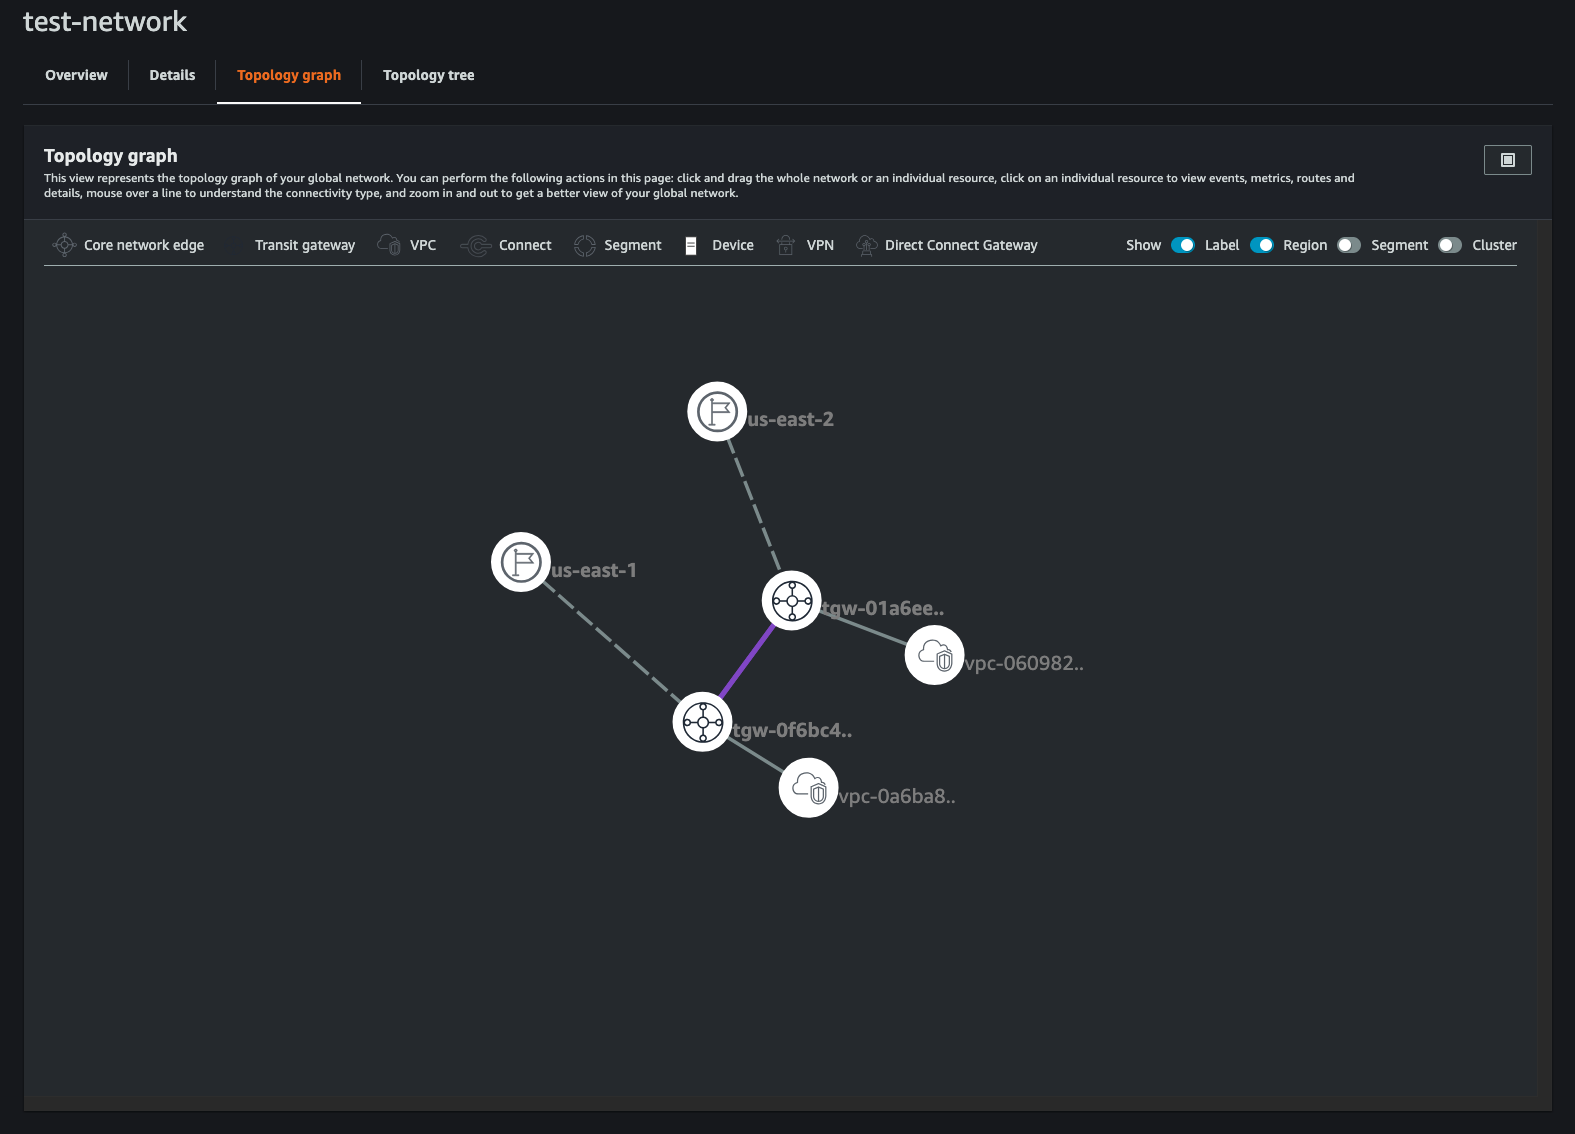 test-network
Overview
Details
Topology graph
Topology tree
Topology graph
This view represents the topology graph of your global network. You can perform the following actions in this page: click and drag the whole network or an individual resource, click on an individual resource to view events, metrics, routes and
details, mouse over a line to understand the connectivity type, and zoom in and out to get a better view of your global network.
Core network edge
Transit gateway
VPC
Connect
Segment
Device
VPN
Direct Connect Gateway
Show
Label
Region
Segment
Cluster
us-east-2
us-east-1
tgw-01a6ee..
vpc-060982..
tgw-0f6bc4..
vpc-0a6ba8..